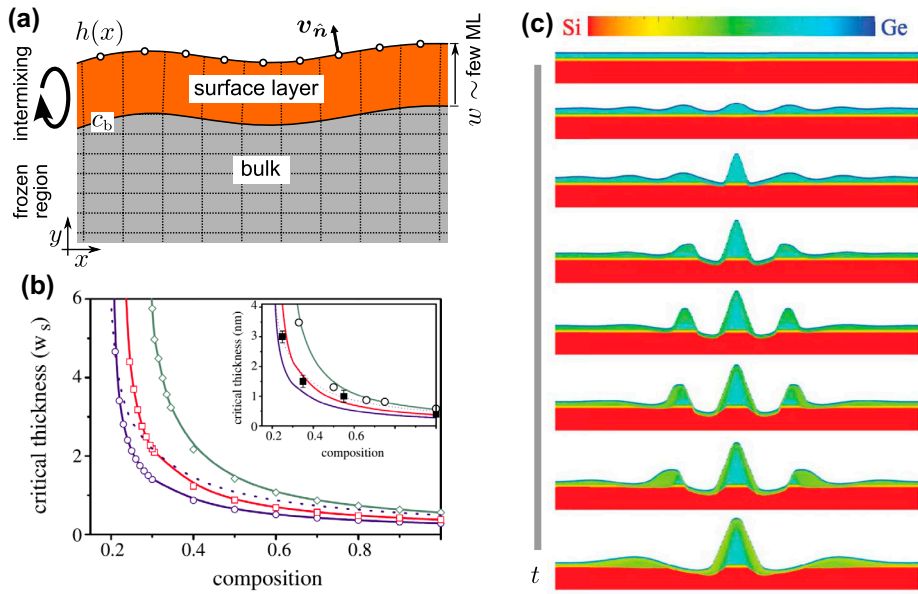 (a)
h(x)
v_n̂
intermixing
surface layer
w ~ few ML
c_b
bulk
frozen
region
y
x
(b)
critical thickness (w_s)
6
4
2
0
0.2
0.4
0.6
0.8
composition
critical thickness (nm)
4
3
2
1
0
0.2
0.4
0.6
composition
(c)
Si
Ge
t